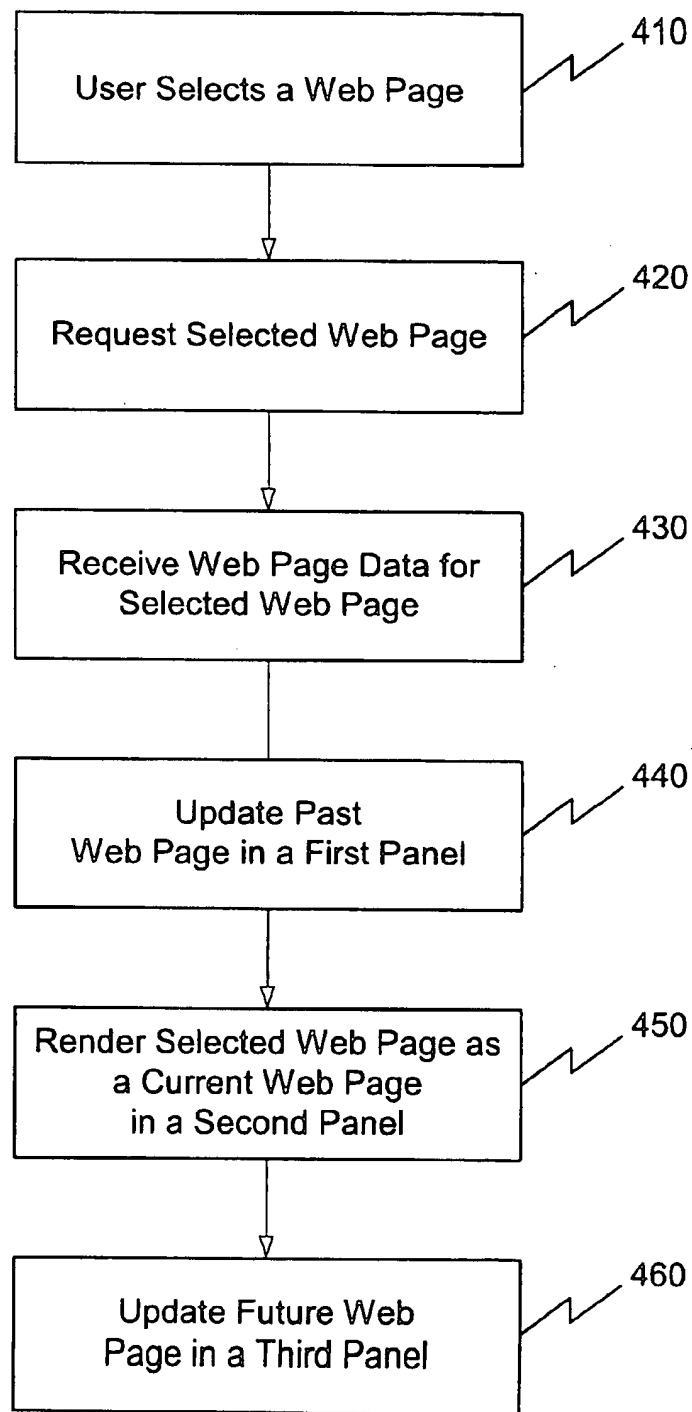 410
User Selects a Web Page
420
Request Selected Web Page
430
Receive Web Page Data for
Selected Web Page
440
Update Past
Web Page in a First Panel
450
Render Selected Web Page as
a Current Web Page
in a Second Panel
460
Update Future Web
Page in a Third Panel